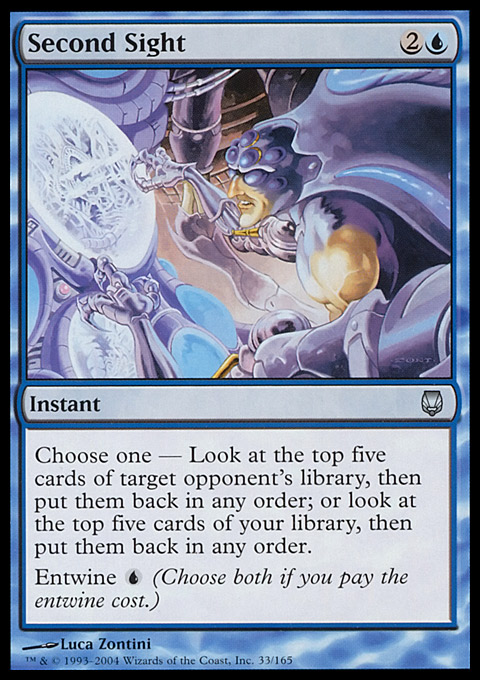 Second Sight 2
Instant
Choose one — Look at the top five
cards of target opponent's library, then
put them back in any order; or look at
the top five cards of your library, then
put them back in any order.
Entwine (Choose both if you pay the
entwine cost.)
Luca Zontini
™ & © 1993-2004 Wizards of the Coast, Inc. 33/165